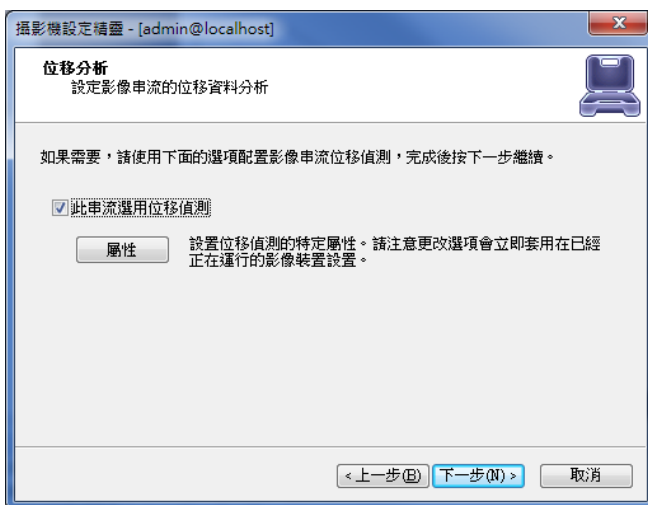 攝影機設定精靈 - [admin@localhost]
位移分析
設定影像串流的位移資料分析
如果需要，請使用下面的選項配置影像串流位移偵測，完成後按下一步繼續。
此串流選用位移偵測
屬性
設置位移偵測的特定屬性。請注意更改選項會立即套用在已經
正在運行的影像裝置設置。
<上一步(B) 下一步(N)> 取消